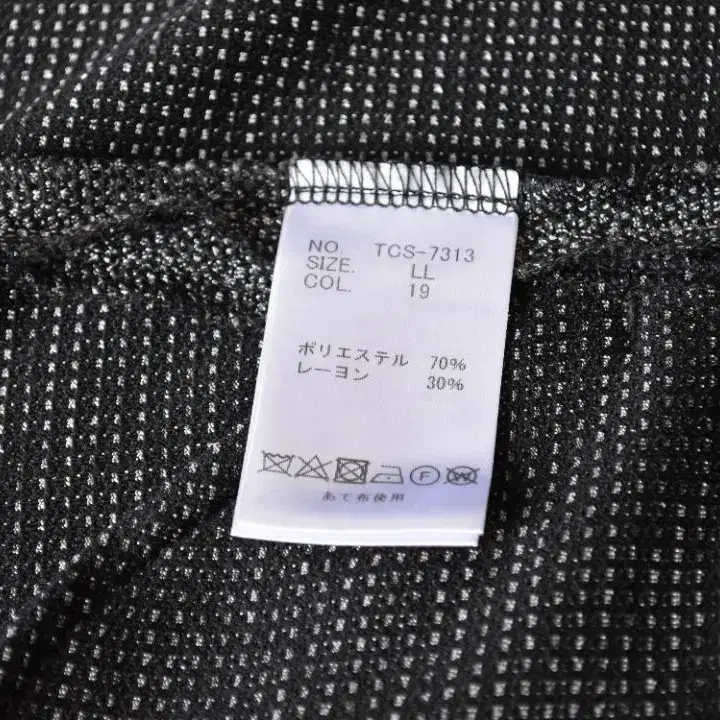 NO. TCS-7313
SIZE. LL
COL. 19
ポリエステル 70%
レーヨン 30%
F W
あて布使用